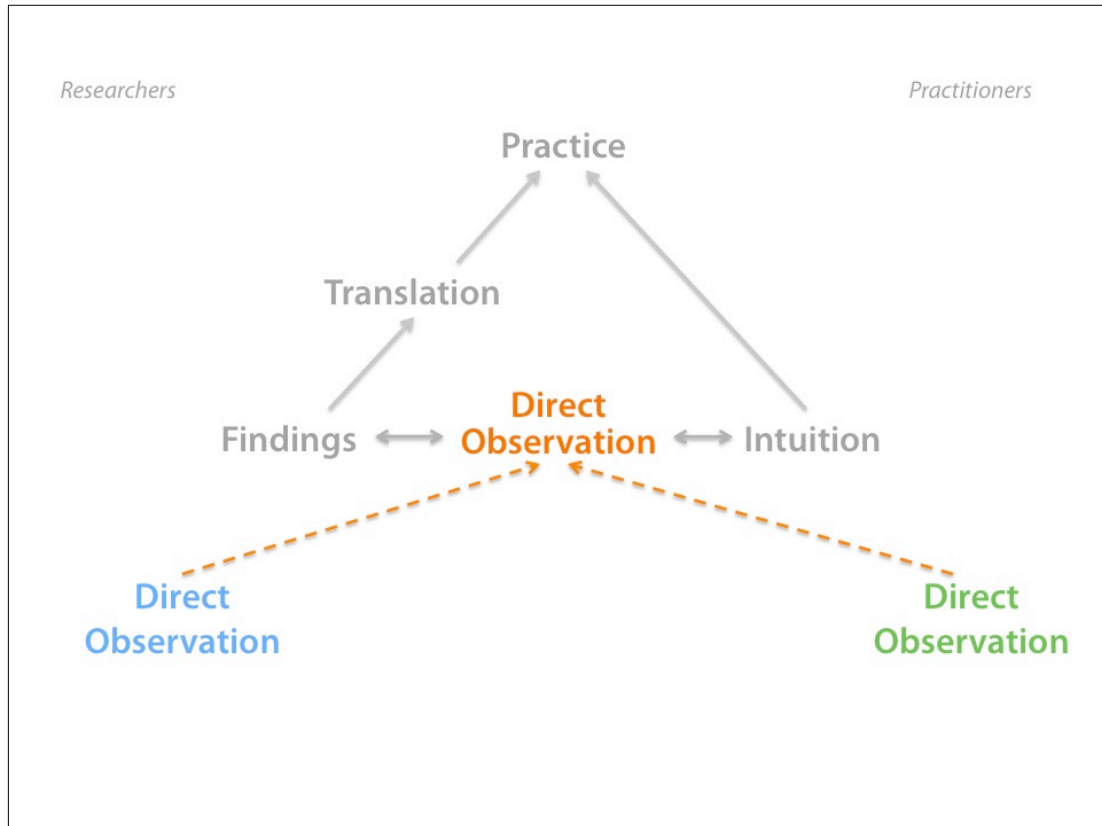 Researchers
Practitioners
Practice
Translation
Direct
Observation
Findings
Intuition
Direct
Observation
Direct
Observation